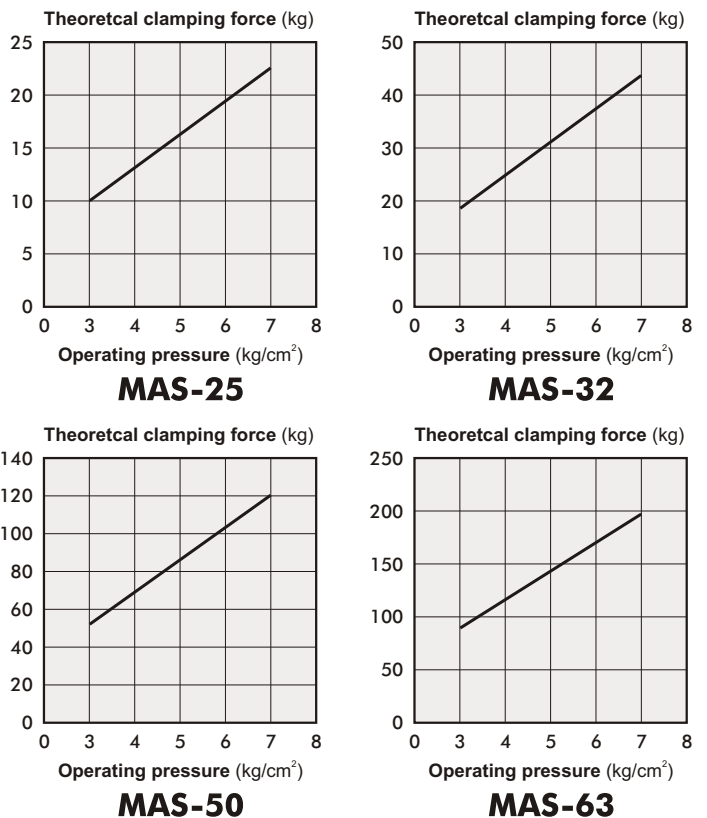 Theoretcal clamping force (kg)
25
20
15
10
5
0
0 3 4 5 6 7 8
Operating pressure (kg/cm²)
MAS-25
Theoretcal clamping force (kg)
50
40
30
20
10
0
0 3 4 5 6 7 8
Operating pressure (kg/cm²)
MAS-32
Theoretcal clamping force (kg)
140
120
100
80
60
40
20
0
0 3 4 5 6 7 8
Operating pressure (kg/cm²)
MAS-50
Theoretcal clamping force (kg)
250
200
150
100
50
0
0 3 4 5 6 7 8
Operating pressure (kg/cm²)
MAS-63